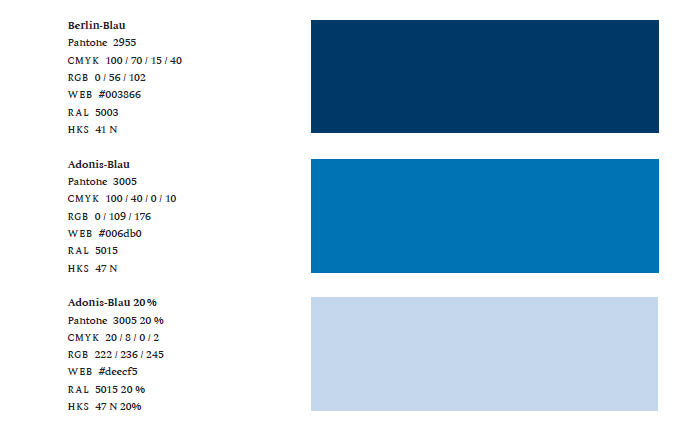 Berlin-Blau
Pantone 2955
CMYK 100 / 70 / 15 / 40
RGB 0 / 56 / 102
WEB #003866
RAL 5003
HKS 41 N
Adonis-Blau
Pantone 3005
CMYK 100 / 40 / 0 / 10
RGB 0 / 109 / 176
WEB #006db0
RAL 5015
HKS 47 N
Adonis-Blau 20 %
Pantone 3005 20 %
CMYK 20 / 8 / 0 / 2
RGB 222 / 236 / 245
WEB #deecf5
RAL 5015 20 %
HKS 47 N 20%